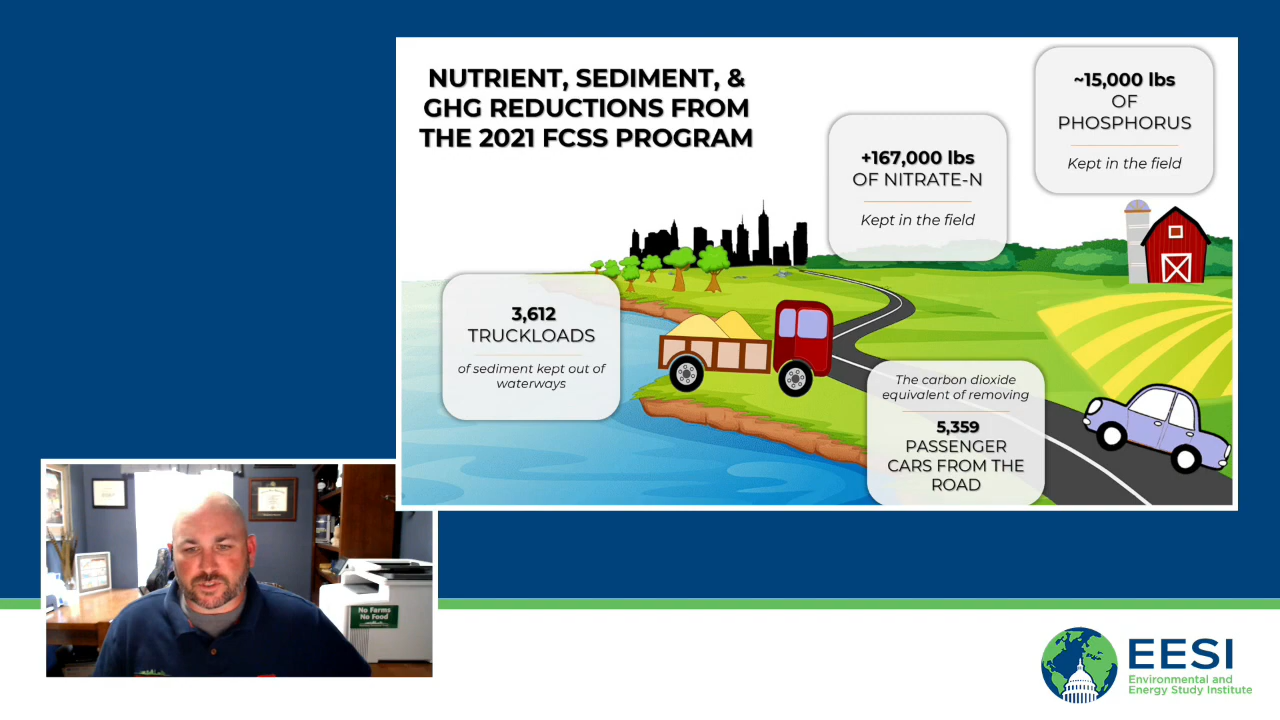 NUTRIENT, SEDIMENT, &
GHG REDUCTIONS FROM
THE 2021 FCSS PROGRAM
~15,000 lbs
OF
PHOSPHORUS
Kept in the field
+167,000 lbs
OF NITRATE-N
Kept in the field
3,612
TRUCKLOADS
of sediment kept out of
waterways
The carbon dioxide
equivalent of removing
5,359
PASSENGER
CARS FROM THE
ROAD
No Farms
No Food
EESI
Environmental and
Energy Study Institute